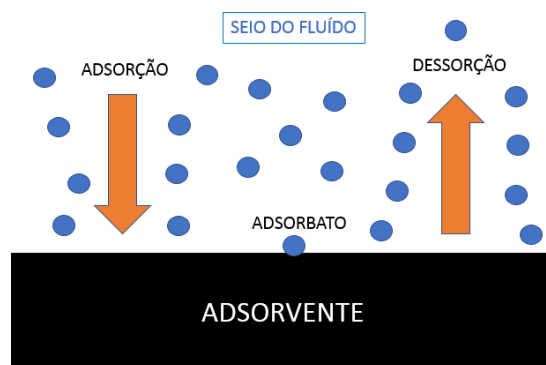 SEIO DO FLUÍDO
ADSORÇÃO
DESSORÇÃO
ADSORBATO
ADSORVENTE